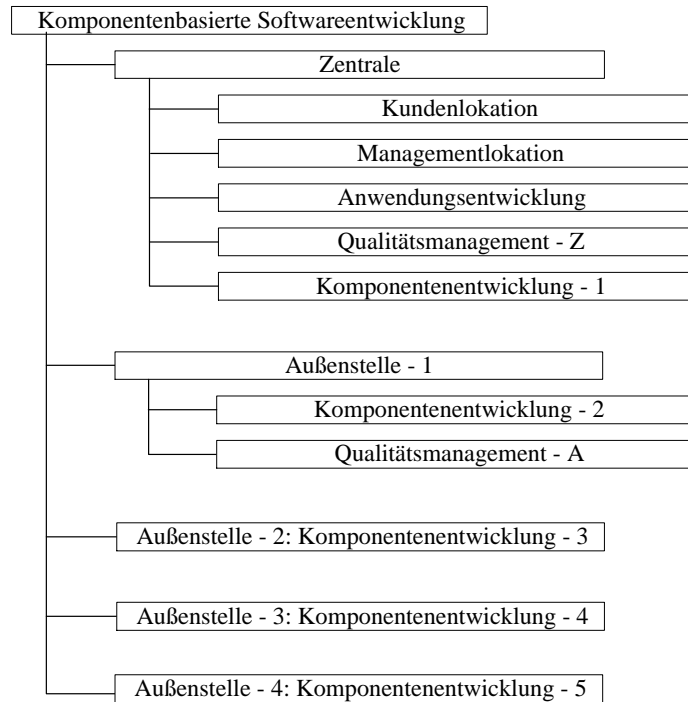 Komponentenbasierte Softwareentwicklung
Zentrale
Kundenlokation
Managementlokation
Anwendungsentwicklung
Qualitätsmanagement - Z
Komponentenentwicklung - 1
Außenstelle - 1
Komponentenentwicklung - 2
Qualitätsmanagement - A
Außenstelle - 2: Komponentenentwicklung - 3
Außenstelle - 3: Komponentenentwicklung - 4
Außenstelle - 4: Komponentenentwicklung - 5